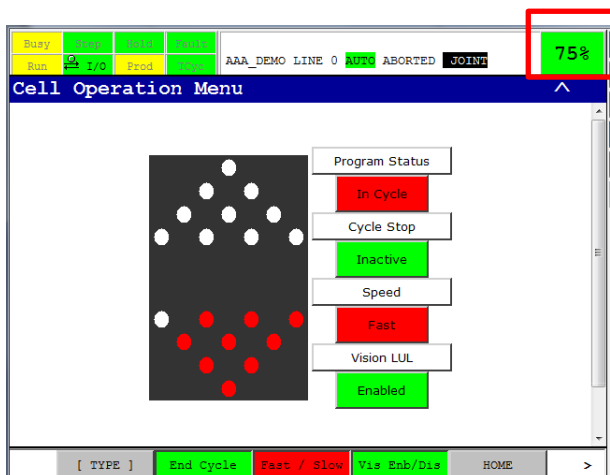 Busy Step Hold Fault
Run I/O Prod TCyc
AAA_DEMO LINE 0 AUTO ABORTED JOINT
75%
Cell Operation Menu ^
Program Status
In Cycle
Cycle Stop
Inactive
Speed
Fast
Vision LUL
Enabled
[ TYPE ] End Cycle Fast / Slow Vis Enb/Dis HOME >